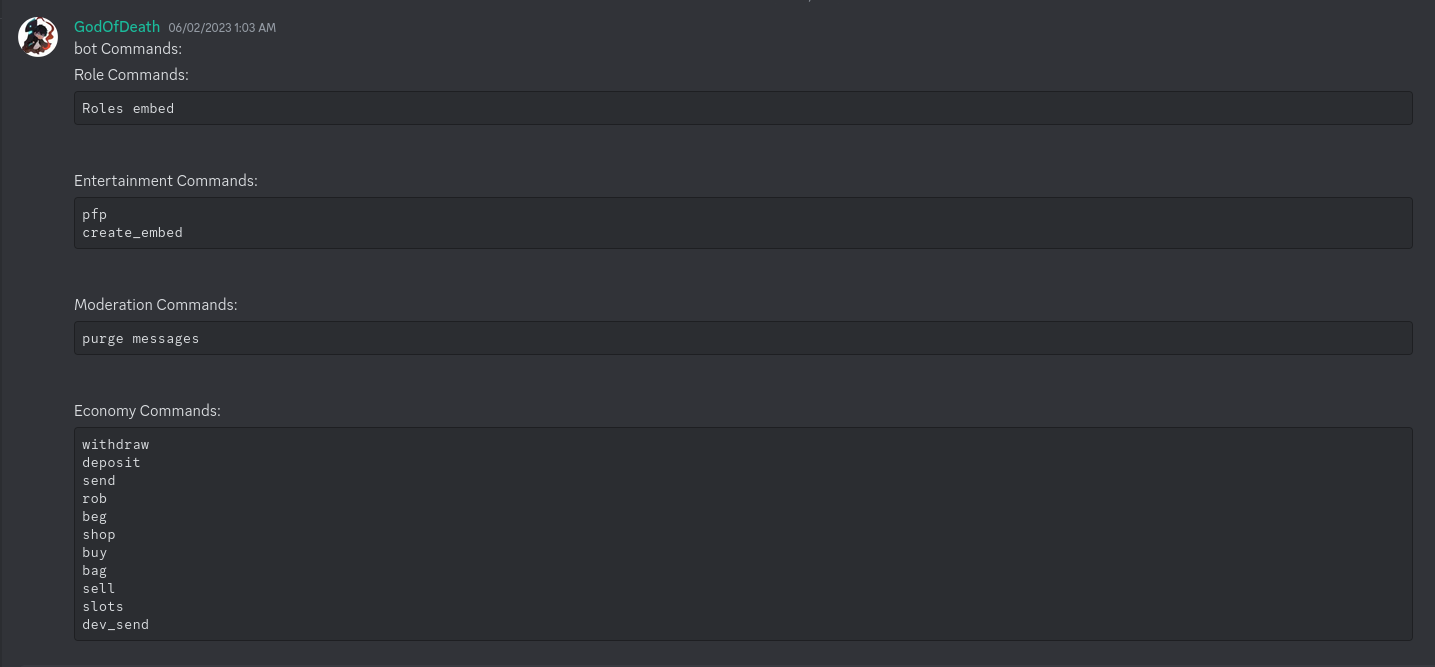 GodOfDeath 06/02/2023 1:03 AM
bot Commands:
Role Commands:
Roles embed
Entertainment Commands:
pfp
create_embed
Moderation Commands:
purge messages
Economy Commands:
withdraw
deposit
send
rob
beg
shop
buy
bag
sell
slots
dev_send